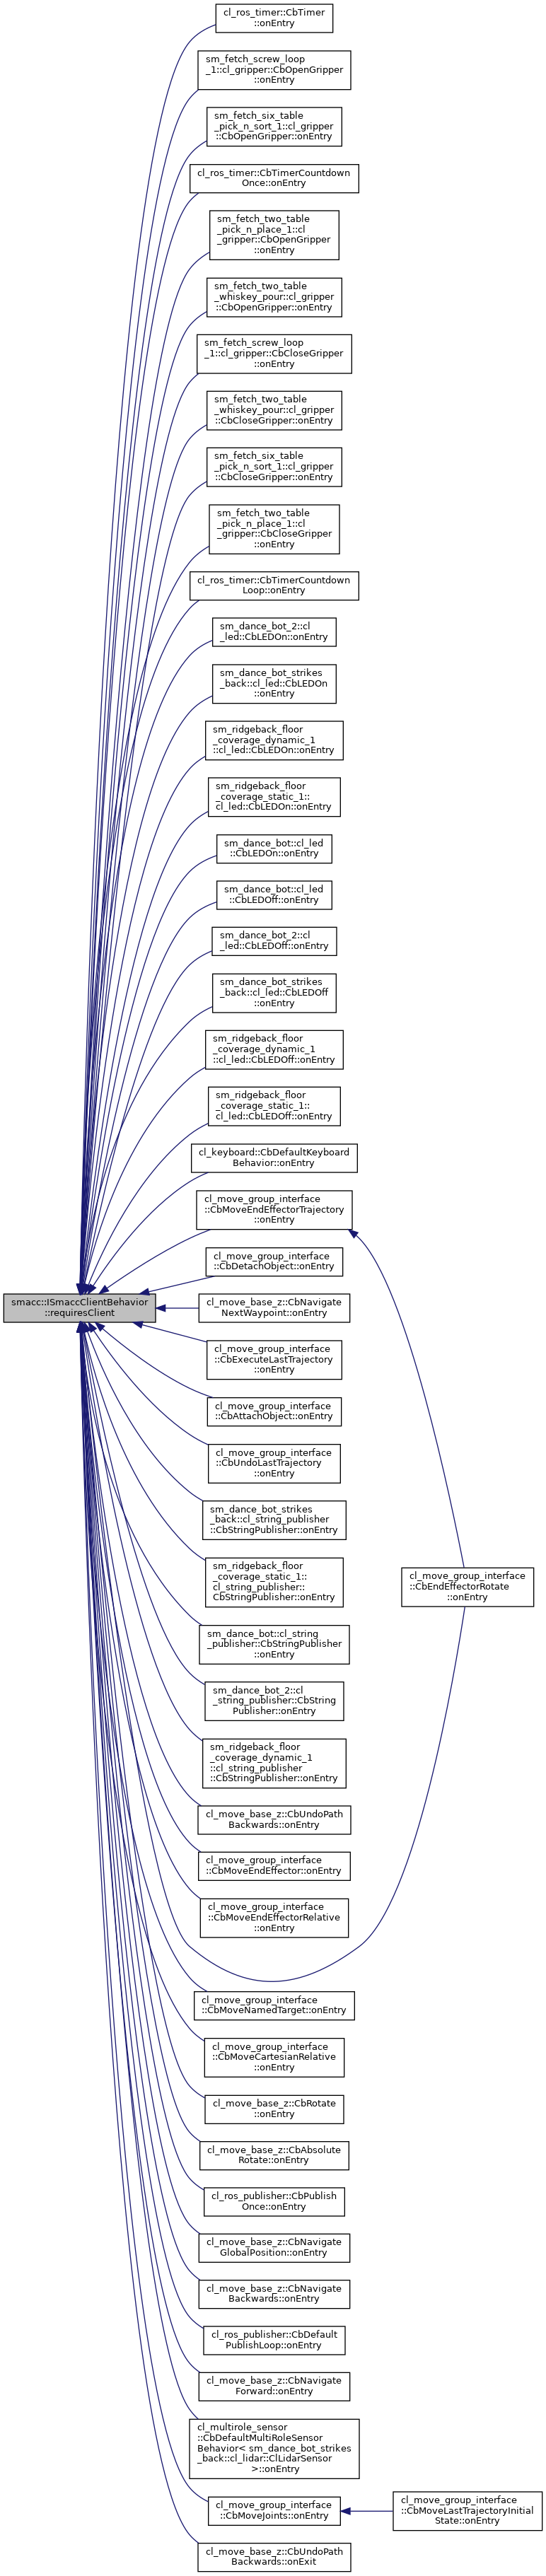 cl_ros_timer::CbTimer
::onEntry
sm_fetch_screw_loop
_1::cl_gripper::CbOpenGripper
::onEntry
sm_fetch_six_table
_pick_n_sort_1::cl_gripper
::CbOpenGripper::onEntry
cl_ros_timer::CbTimerCountdown
Once::onEntry
sm_fetch_two_table
_pick_n_place_1::cl
_gripper::CbOpenGripper
::onEntry
sm_fetch_two_table
_whiskey_pour::cl_gripper
::CbOpenGripper::onEntry
sm_fetch_screw_loop
_1::cl_gripper::CbCloseGripper
::onEntry
sm_fetch_two_table
_whiskey_pour::cl_gripper
::CbCloseGripper::onEntry
sm_fetch_six_table
_pick_n_sort_1::cl_gripper
::CbCloseGripper::onEntry
sm_fetch_two_table
_pick_n_place_1::cl
_gripper::CbCloseGripper
::onEntry
cl_ros_timer::CbTimerCountdown
Loop::onEntry
sm_dance_bot_2::cl
_led::CbLEDOn::onEntry
sm_dance_bot_strikes
_back::cl_led::CbLEDOn
::onEntry
sm_ridgeback_floor
_coverage_dynamic_1
::cl_led::CbLEDOn::onEntry
sm_ridgeback_floor
_coverage_static_1::
cl_led::CbLEDOn::onEntry
sm_dance_bot::cl_led
::CbLEDOn::onEntry
sm_dance_bot::cl_led
::CbLEDOff::onEntry
sm_dance_bot_2::cl
_led::CbLEDOff::onEntry
sm_dance_bot_strikes
_back::cl_led::CbLEDOff
::onEntry
sm_ridgeback_floor
_coverage_dynamic_1
::cl_led::CbLEDOff::onEntry
sm_ridgeback_floor
_coverage_static_1::
cl_led::CbLEDOff::onEntry
cl_keyboard::CbDefaultKeyboard
Behavior::onEntry
cl_move_group_interface
::CbMoveEndEffectorTrajectory
::onEntry
cl_move_group_interface
::CbDetachObject::onEntry
smacc::ISmaccClientBehavior
::requiresClient
cl_move_base_z::CbNavigate
NextWaypoint::onEntry
cl_move_group_interface
::CbExecuteLastTrajectory
::onEntry
cl_move_group_interface
::CbAttachObject::onEntry
cl_move_group_interface
::CbUndoLastTrajectory
::onEntry
sm_dance_bot_strikes
_back::cl_string_publisher
::CbStringPublisher::onEntry
sm_ridgeback_floor
_coverage_static_1::
cl_string_publisher::
CbStringPublisher::onEntry
cl_move_group_interface
::CbEndEffectorRotate
::onEntry
sm_dance_bot::cl_string
_publisher::CbStringPublisher
::onEntry
sm_dance_bot_2::cl
_string_publisher::CbString
Publisher::onEntry
sm_ridgeback_floor
_coverage_dynamic_1
::cl_string_publisher
::CbStringPublisher::onEntry
cl_move_base_z::CbUndoPath
Backwards::onEntry
cl_move_group_interface
::CbMoveEndEffector::onEntry
cl_move_group_interface
::CbMoveEndEffectorRelative
::onEntry
cl_move_group_interface
::CbMoveNamedTarget::onEntry
cl_move_group_interface
::CbMoveCartesianRelative
::onEntry
cl_move_base_z::CbRotate
::onEntry
cl_move_base_z::CbAbsolute
Rotate::onEntry
cl_ros_publisher::CbPublish
Once::onEntry
cl_move_base_z::CbNavigate
GlobalPosition::onEntry
cl_move_base_z::CbNavigate
Backwards::onEntry
cl_ros_publisher::CbDefault
PublishLoop::onEntry
cl_move_base_z::CbNavigate
Forward::onEntry
cl_multirole_sensor
::CbDefaultMultiRoleSensor
Behavior< sm_dance_bot_strikes
_back::cl_lidar::ClLidarSensor
>::onEntry
cl_move_group_interface
::CbMoveJoints::onEntry
cl_move_group_interface
::CbMoveLastTrajectoryInitial
State::onEntry
cl_move_base_z::CbUndoPath
Backwards::onExit